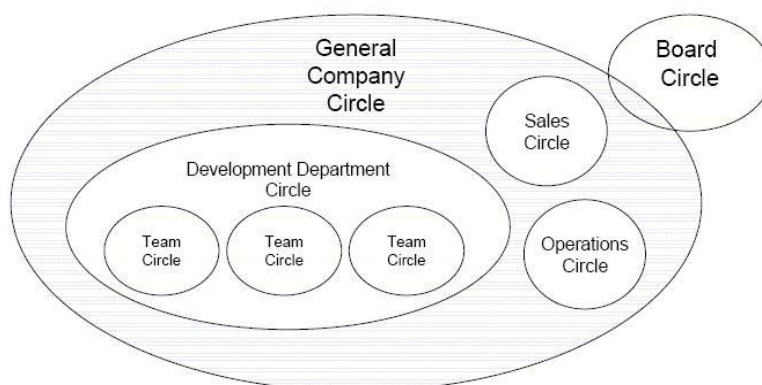 General
Company
Circle
Board
Circle
Sales
Circle
Development Department
Circle
Team
Circle
Team
Circle
Team
Circle
Operations
Circle